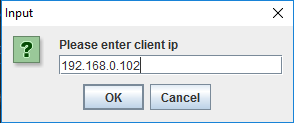 Input
Please enter client ip
192.168.0.102
OK Cancel